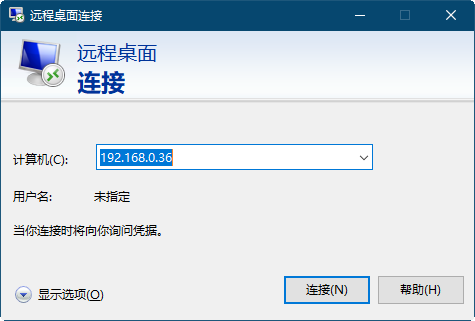 远程桌面连接
远程桌面
连接
计算机(C): 192.168.0.36
用户名: 未指定
当你连接时将向你询问凭据。
显示选项(O) 连接(N) 帮助(H)